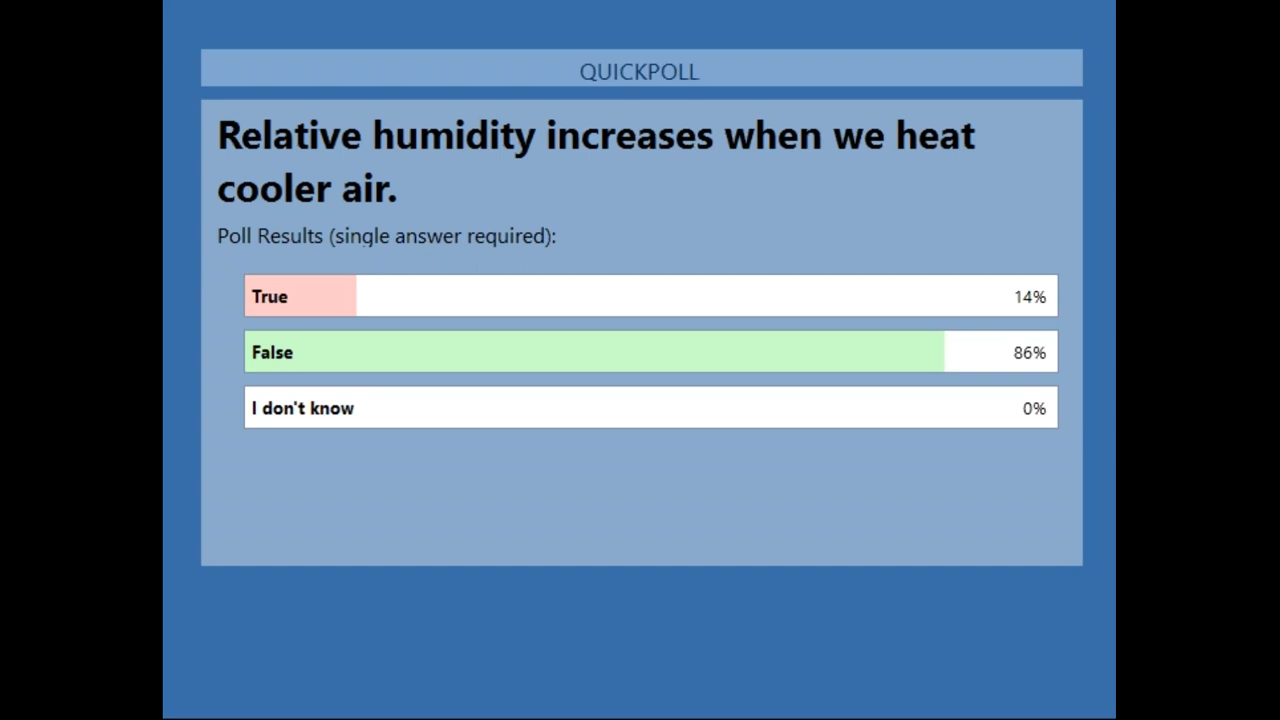 QUICKPOLL
Relative humidity increases when we heat
cooler air.
Poll Results (single answer required):
True 14%
False 86%
I don't know 0%